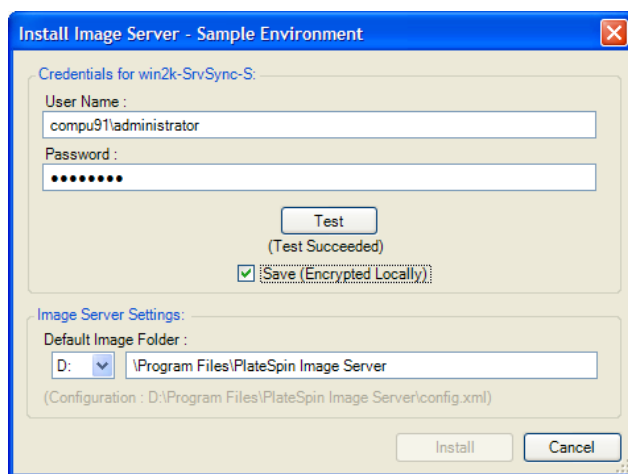 Install Image Server - Sample Environment
Credentials for win2k-SrvSync-S:
User Name :
compu91\administrator
Password :
••••••••
Test
(Test Succeeded)
Save (Encrypted Locally)
Image Server Settings:
Default Image Folder :
D: \Program Files\PlateSpin Image Server
(Configuration : D:\Program Files\PlateSpin Image Server\config.xml)
Install Cancel